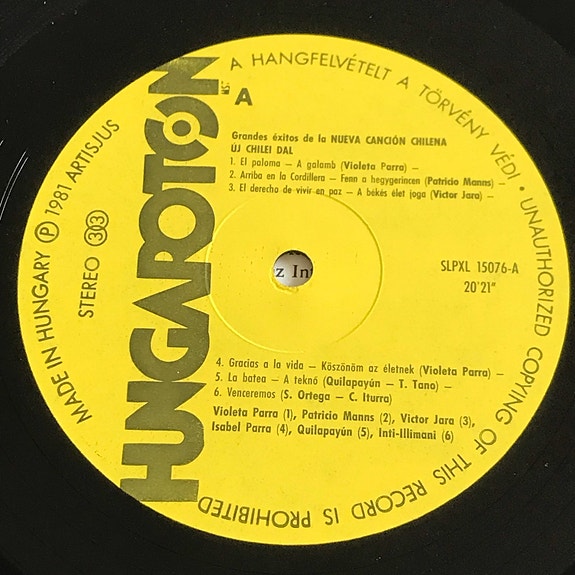 A HANGFELVÉTELT A TÖRVÉNY VÉDI • UNAUTHORIZED COPYING OF THIS RECORD IS PROHIBITED
MADE IN HUNGARY Ⓟ 1981 ARTISJUS
STEREO 33
HUNGAROTON
A
Grandes éxitos de la NUEVA CANCIÓN CHILENA
ÚJ CHILEI DAL
1. El paloma – A galamb (Violeta Parra) –
2. Arriba en la Cordillera – Fenn a hegygerincen (Patricio Manns) –
3. El derecho de vivir en paz – A békés élet joga (Victor Jara) –
z Int
SLPXL 15076-A
20'21"
4. Gracias a la vida – Köszönöm az életnek (Violeta Parra) –
5. La batea – A teknő (Quilapayún – T. Tano) –
6. Venceremos (S. Ortega – C. Iturra)
Violeta Parra (1), Patricio Manns (2), Victor Jara (3),
Isabel Parra (4), Quilapayún (5), Inti-Illimani (6)